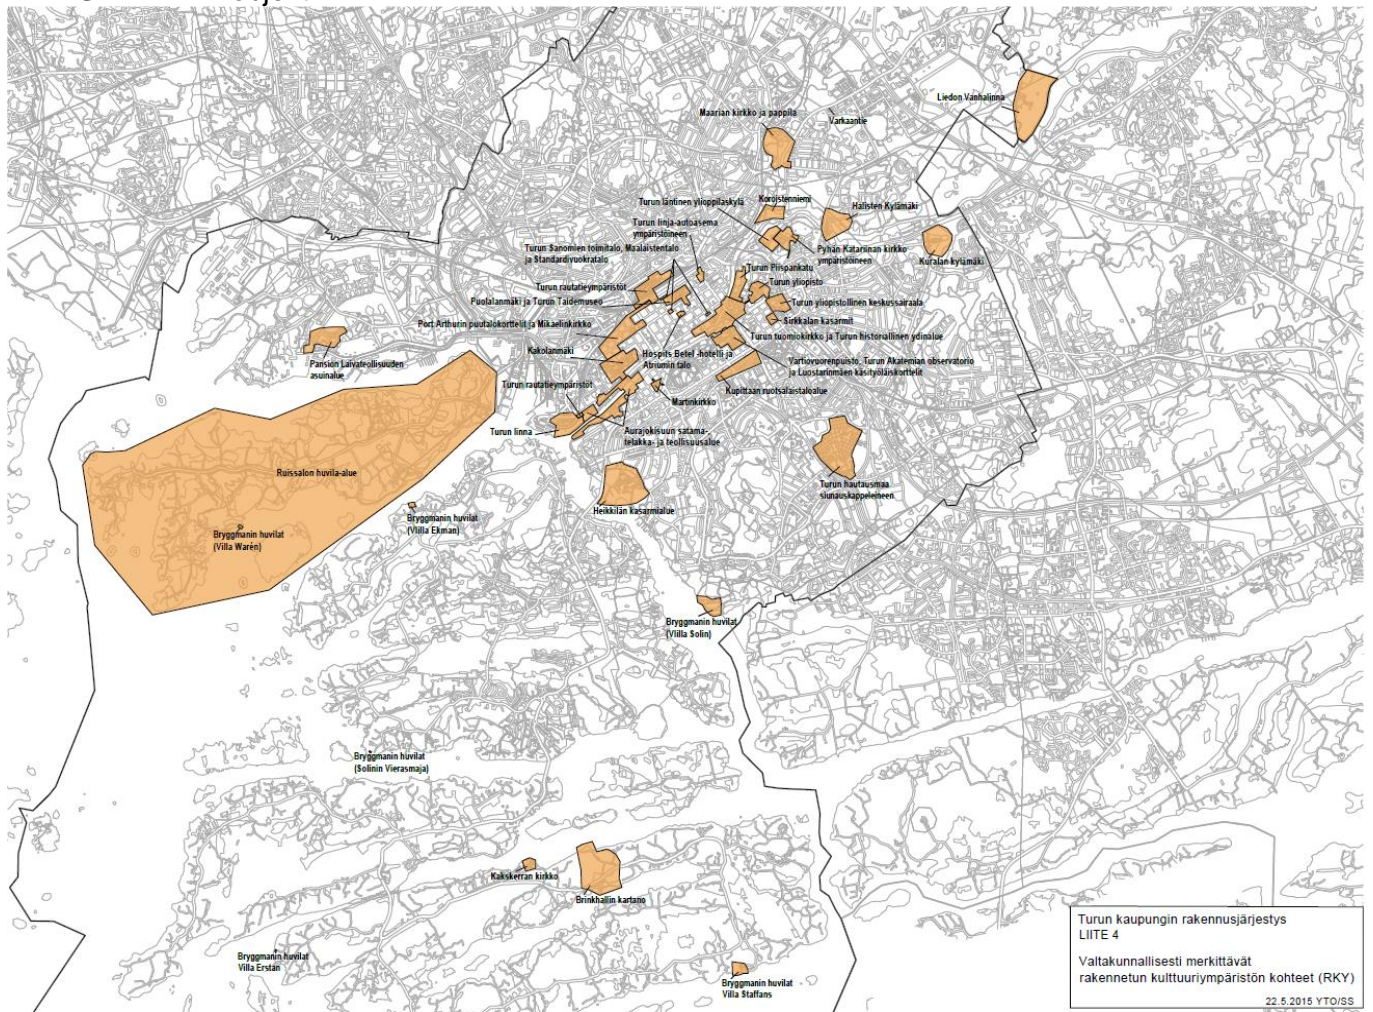 Liedon Vanhalinna
Maarian kirkko ja pappila
Varkaantie
Turun läntinen ylioppilaskylä
Koroistenniemi
Halisten Kylämäki
Turun linja-autoasema
ympäristöineen
Pyhän Katariinan kirkko
ympäristöineen
Kuralan kylämäki
Turun Sanomien toimitalo, Maalaistentalo
ja Standardivuokratalo
Turun Piispankatu
Turun yliopisto
Turun rautatieympäristöt
Puolalanmäki ja Turun Taidemuseo
Turun yliopistollinen keskussairaala
Sirkkalan kasarmit
Port Arthurin puutalokorttelit ja Mikaelinkirkko
Turun tuomiokirkko ja Turun historiallinen ydinalue
Kakolanmäki
Hospits Betel -hotelli ja
Atriumin talo
Vartiovuorenpuisto, Turun Akatemian observatorio
ja Luostarinmäen käsityöläiskorttelit
Pansion Laivateollisuuden
asuinalue
Turun rautatieympäristöt
Kupittaan ruotsalaistaloalue
Martinkirkko
Turun linna
Aurajokisuun satama-,
telakka- ja teollisuusalue
Ruissalon huvila-alue
Turun hautausmaa
siunauskappeleineen
Heikkilän kasarmialue
Bryggmanin huvilat
(Vlilla Ekman)
Bryggmanin huvilat
(Villa Warén)
Bryggmanin huvilat
(Vlilla Solin)
Bryggmanin huvilat
(Solinin Vierasmaja)
Kakskerran kirkko
Brinkhallin kartano
Bryggmanin huvilat
Villa Erstan
Bryggmanin huvilat
Villa Staffans
Turun kaupungin rakennusjärjestys
LIITE 4
Valtakunnallisesti merkittävät
rakennetun kulttuuriympäristön kohteet (RKY)
22.5.2015 YTO/SS